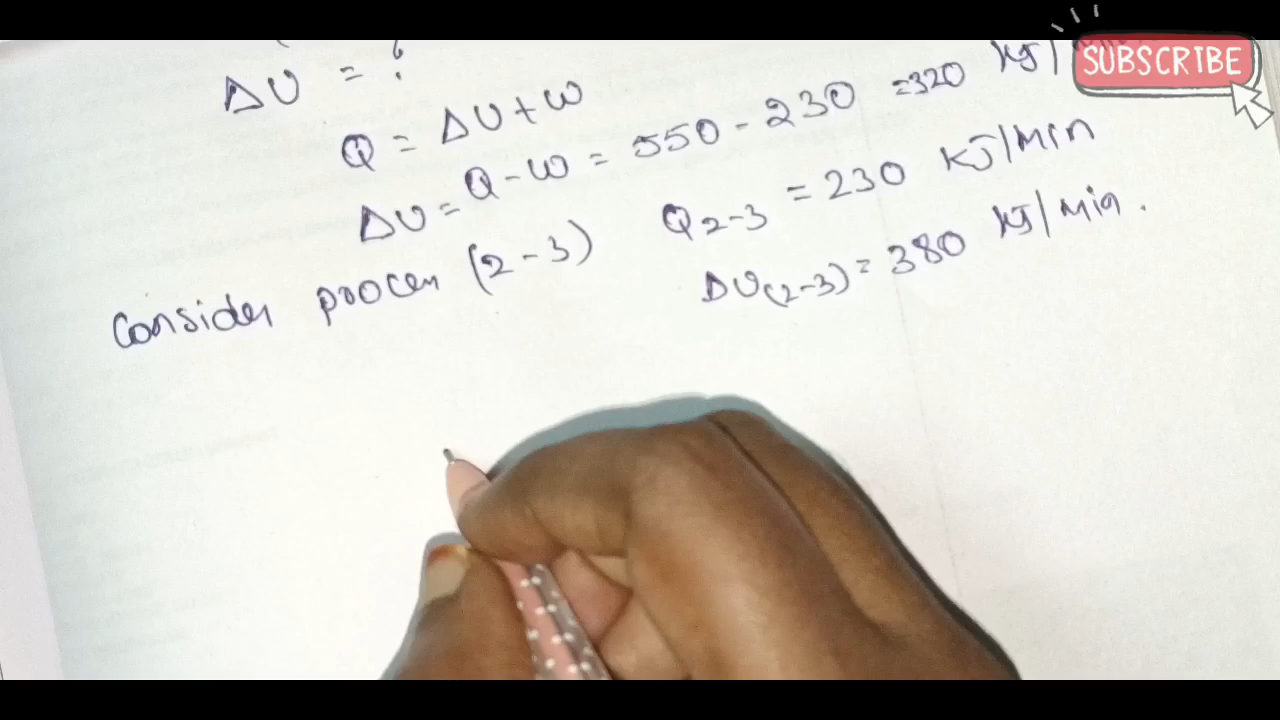 ΔU = ?
Q = ΔU + W
ΔU = Q - W = 550 - 230 = 320 KJ/
Consider process (2-3) Q2-3 = 230 KJ/Min
ΔU(2-3) = 380 KJ/Min.
SUBSCRIBE